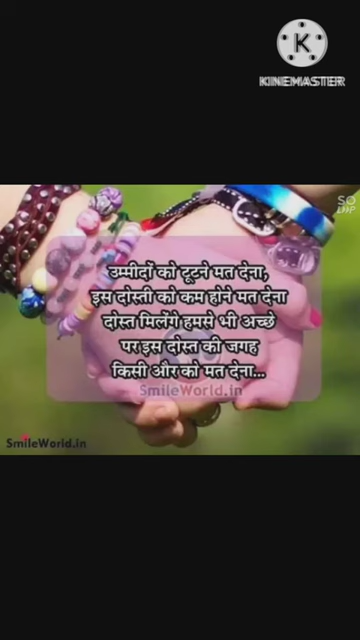 K
KINEMASTER
उम्मीदों को टूटने मत देना,
इस दोस्ती को कम होने मत देना
दोस्त मिलेंगे हमसे भी अच्छे
पर इस दोस्त की जगह
किसी और को मत देना...
SmileWorld.in
SmileWorld.in